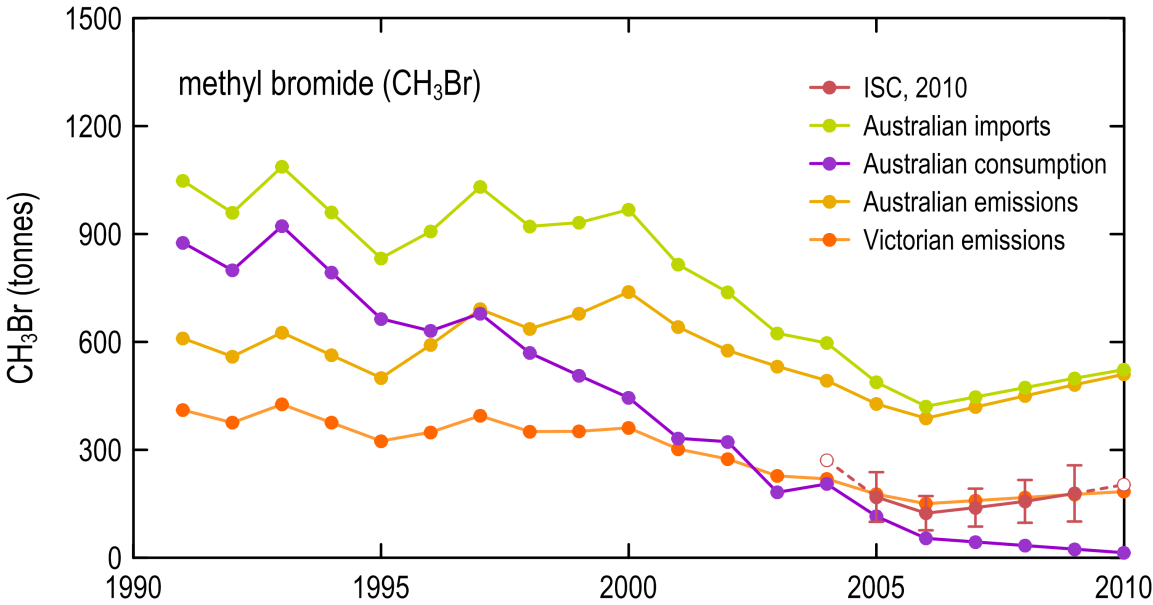 1500
methyl bromide (CH₃Br)
ISC, 2010
1200
Australian imports
Australian consumption
Australian emissions
900
Victorian emissions
CH₃Br (tonnes)
600
300
0
1990
1995
2000
2005
2010